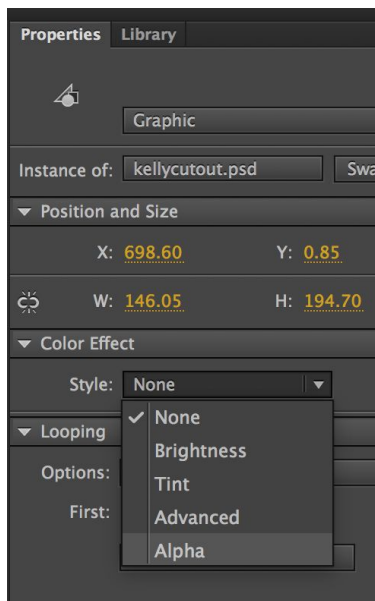 Properties Library
Graphic
Instance of: kellycutout.psd Swa
Position and Size
X: 698.60 Y: 0.85
W: 146.05 H: 194.70
Color Effect
Style: None
None
Looping
Brightness
Options:
Tint
First:
Advanced
Alpha